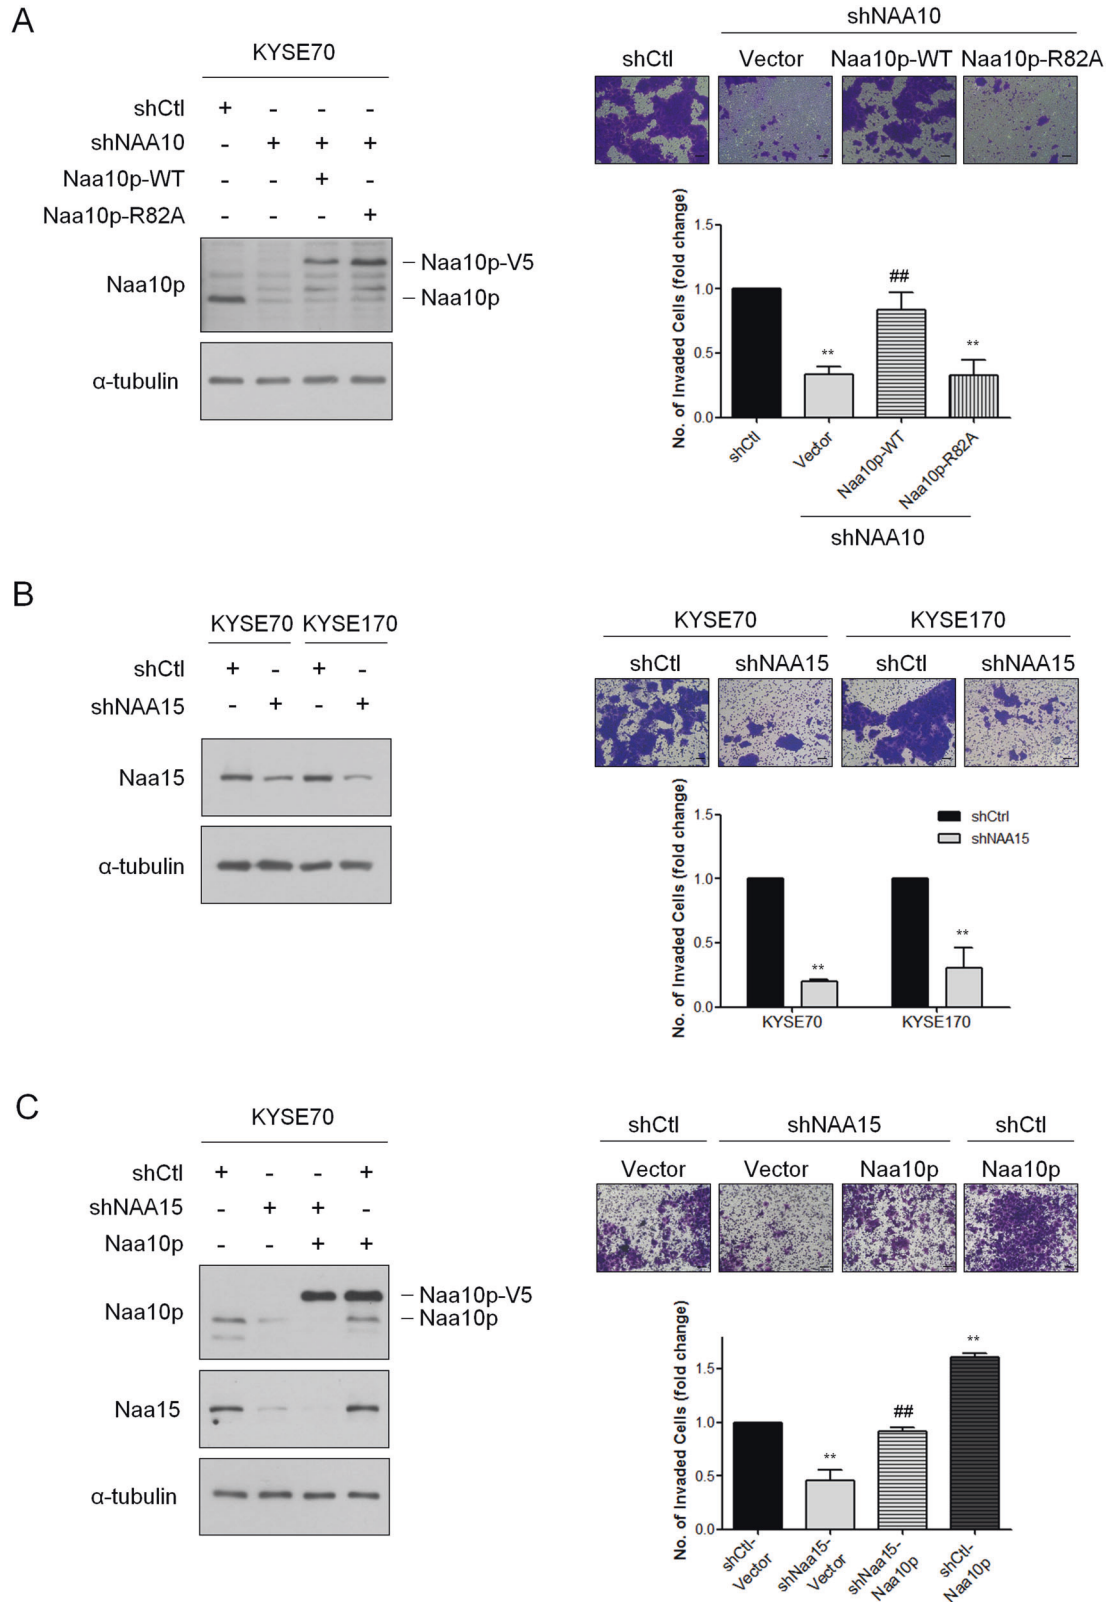 A
KYSE70
shCtl + - - -
shNAA10 - + + +
Naa10p-WT - - + -
Naa10p-R82A - - - +
Naa10p
– Naa10p-V5
– Naa10p
α-tubulin
shNAA10
shCtl Vector Naa10p-WT Naa10p-R82A
No. of Invaded Cells (fold change)
1.5
1.0
0.5
0.0
**
##
**
shCtl
Vector
Naa10p-WT
Naa10p-R82A
shNAA10
B
KYSE70 KYSE170
shCtl + - + -
shNAA15 - + - +
Naa15
α-tubulin
KYSE70 KYSE170
shCtl shNAA15 shCtl shNAA15
No. of Invaded Cells (fold change)
1.5
1.0
0.5
0.0
shCtrl
shNAA15
**
**
KYSE70 KYSE170
C
KYSE70
shCtl + - - +
shNAA15 - + + -
Naa10p - - + +
Naa10p
– Naa10p-V5
– Naa10p
Naa15
α-tubulin
shCtl shNAA15 shCtl
Vector Vector Naa10p Naa10p
No. of Invaded Cells (fold change)
1.5
1.0
0.5
0.0
**
##
**
shCtl-
Vector
shNaa15-
Vector
shNaa15-
Naa10p
shCtl-
Naa10p